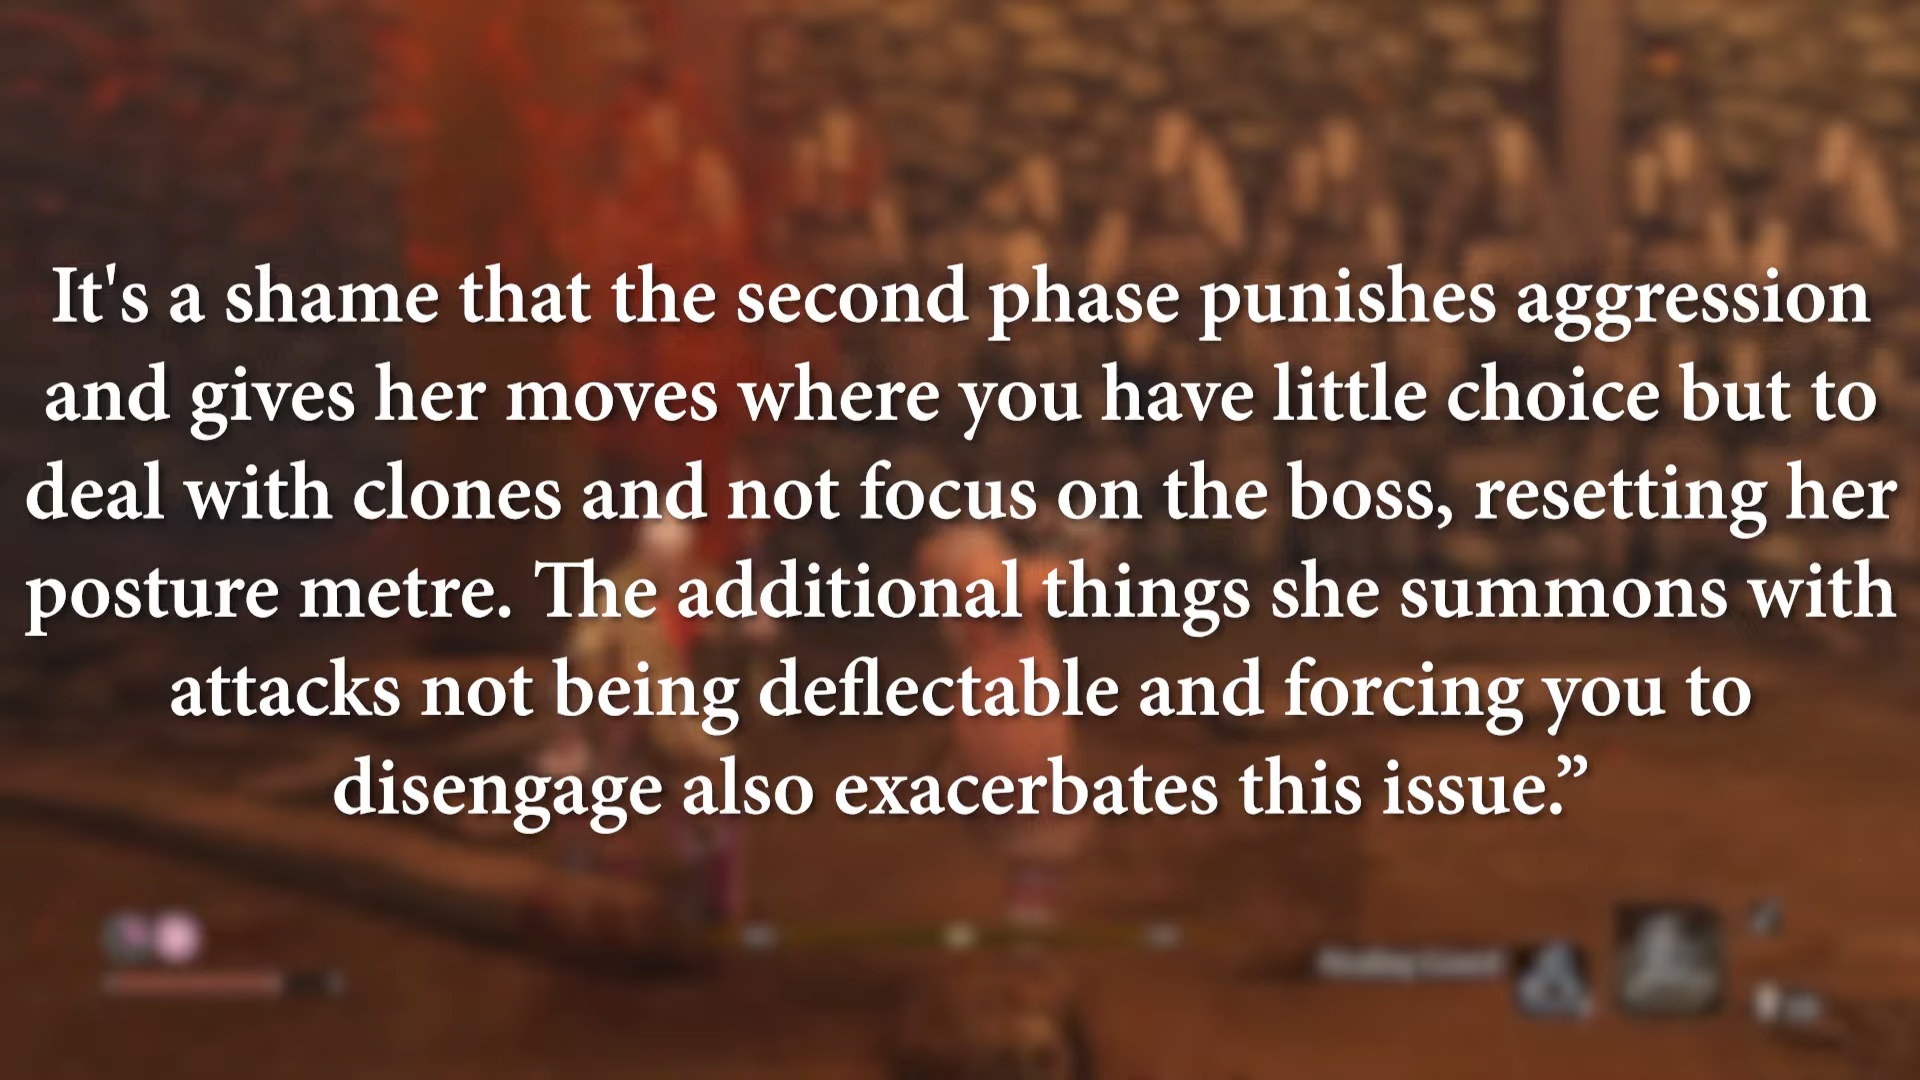 It's a shame that the second phase punishes aggression
and gives her moves where you have little choice but to
deal with clones and not focus on the boss, resetting her
posture metre. The additional things she summons with
attacks not being deflectable and forcing you to
disengage also exacerbates this issue.”